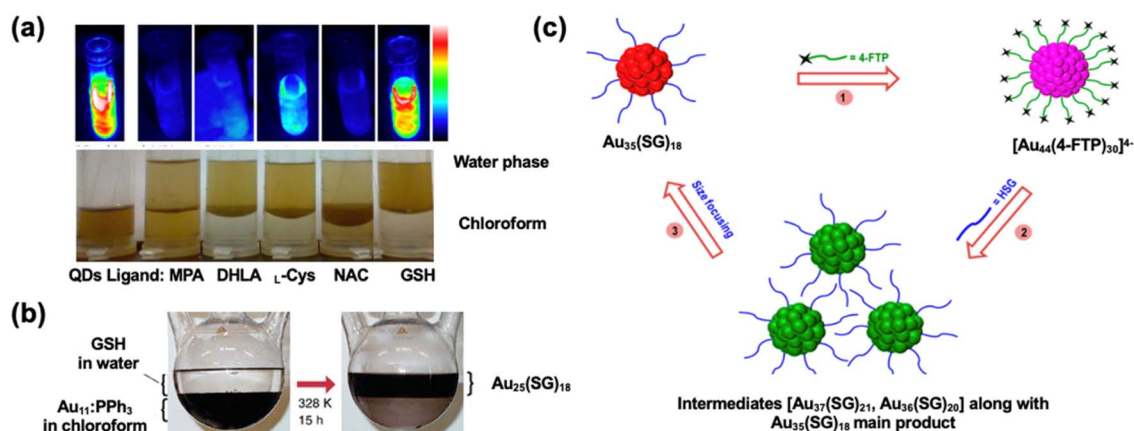 (a)
Water phase
Chloroform
QDs Ligand: MPA DHLA L-Cys NAC GSH
(b)
GSH
in water
Au11:PPh3
in chloroform
328 K
15 h
Au25(SG)18
(c)
Au35(SG)18
= 4-FTP
1
[Au44(4-FTP)30]4-
= HSG
2
3
Size focusing
Intermediates [Au37(SG)21, Au36(SG)20] along with
Au35(SG)18 main product